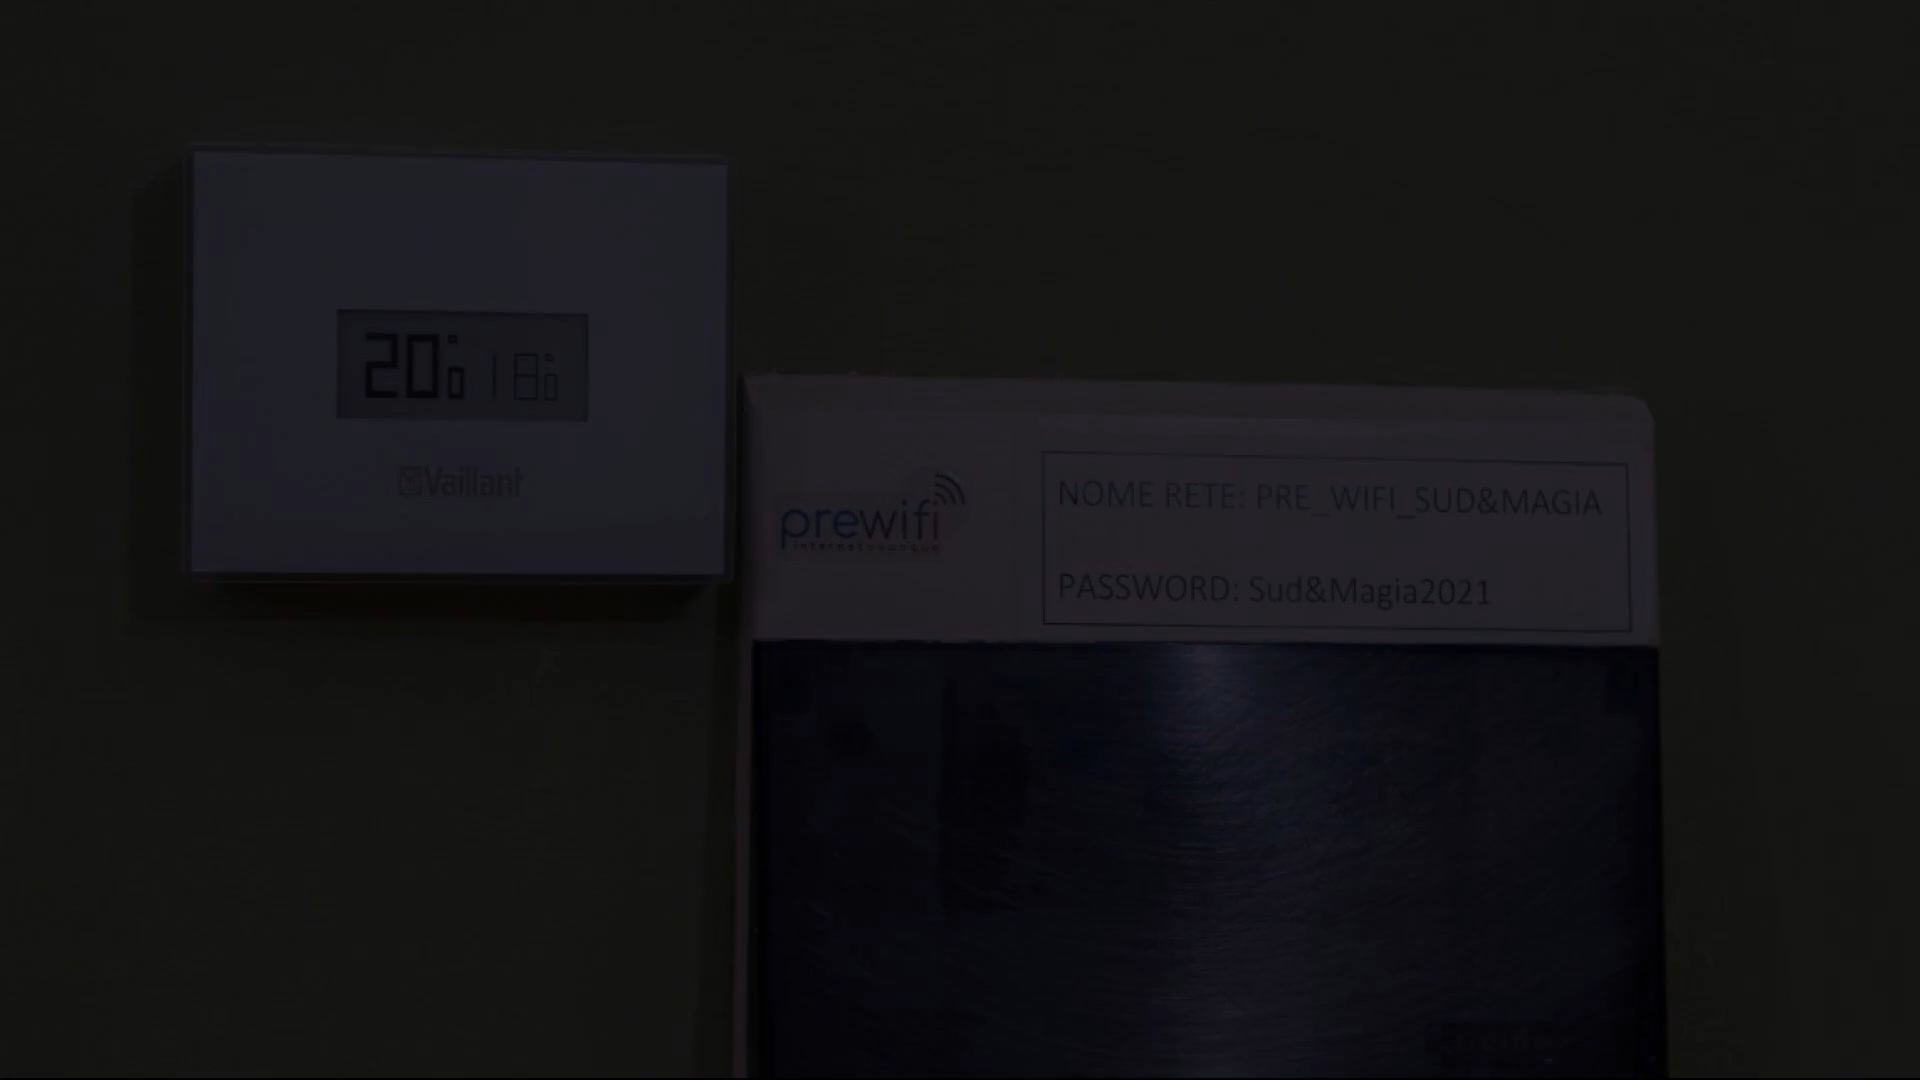 20.0° 18.0°
Vaillant
prewifi
NOME RETE: PRE_WIFI_SUD&MAGIA
PASSWORD: Sud&Magia2021